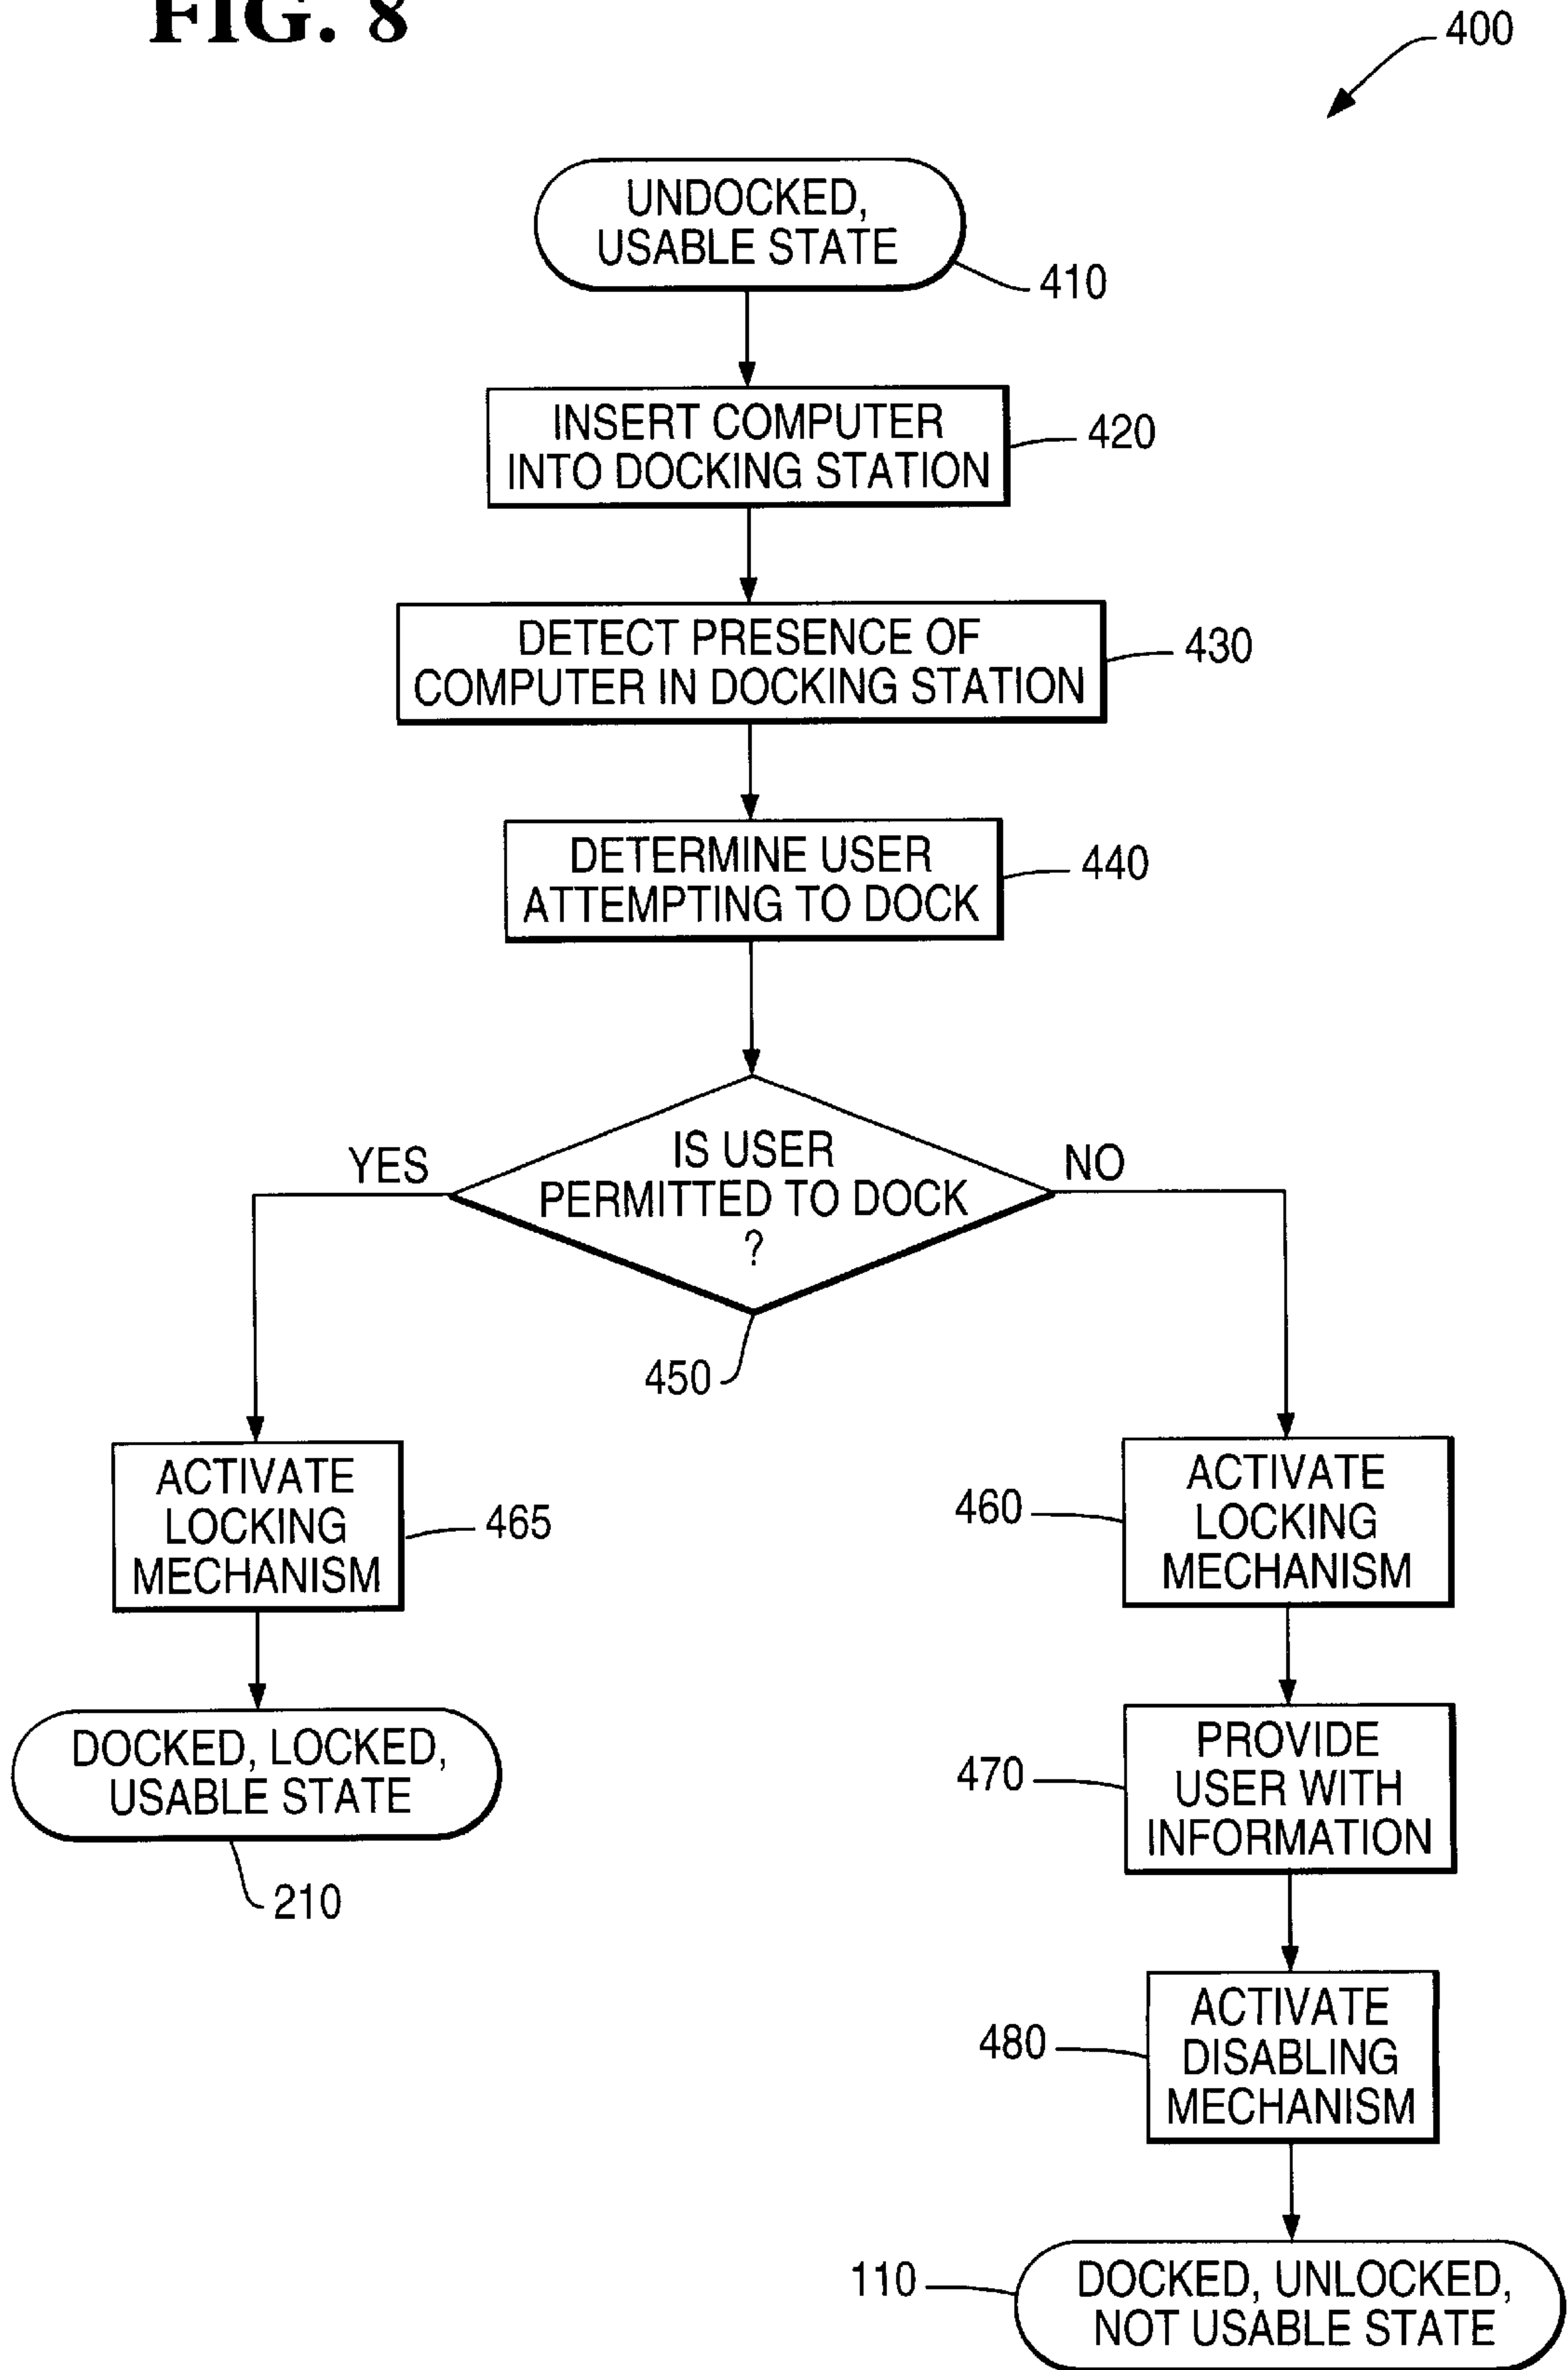 FIG. 8
400
UNDOCKED,
USABLE STATE
410
INSERT COMPUTER
INTO DOCKING STATION
420
DETECT PRESENCE OF
COMPUTER IN DOCKING STATION
430
DETERMINE USER
ATTEMPTING TO DOCK
440
YES
IS USER
PERMITTED TO DOCK
?
NO
450
ACTIVATE
LOCKING
MECHANISM
465
460
ACTIVATE
LOCKING
MECHANISM
DOCKED, LOCKED,
USABLE STATE
210
470
PROVIDE
USER WITH
INFORMATION
480
ACTIVATE
DISABLING
MECHANISM
110
DOCKED, UNLOCKED,
NOT USABLE STATE